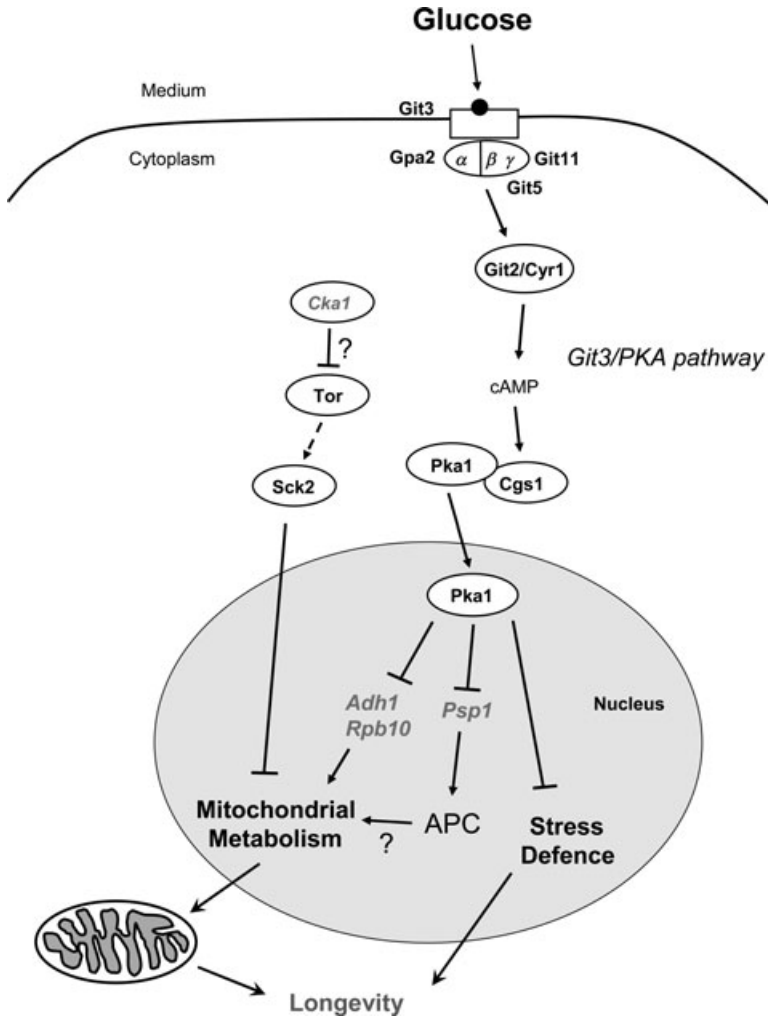 Glucose
Medium
Git3
Cytoplasm
Gpa2
α
β γ
Git11
Git5
Git2/Cyr1
Cka1
?
Git3/PKA pathway
Tor
cAMP
Pka1
Sck2
Cgs1
Pka1
Adh1
Rpb10
Psp1
Nucleus
Mitochondrial
Metabolism
?
APC
Stress
Defence
Longevity